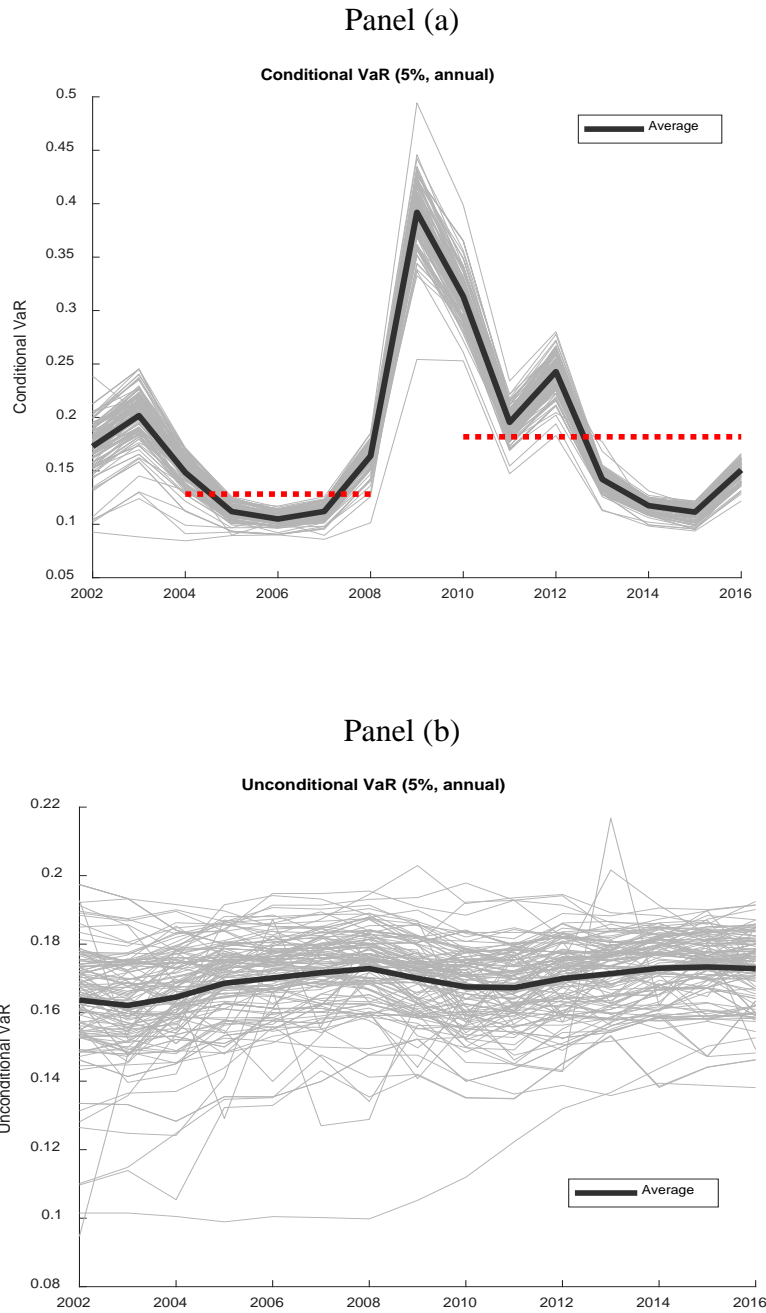 Panel (a)
Conditional VaR (5%, annual)
0.5
0.45
0.4
0.35
0.3
0.25
0.2
0.15
0.1
0.05
Conditional VaR
Average
2002 2004 2006 2008 2010 2012 2014 2016
Panel (b)
Unconditional VaR (5%, annual)
0.22
0.2
0.18
0.16
0.14
0.12
0.1
0.08
Unconditional VaR
Average
2002 2004 2006 2008 2010 2012 2014 2016